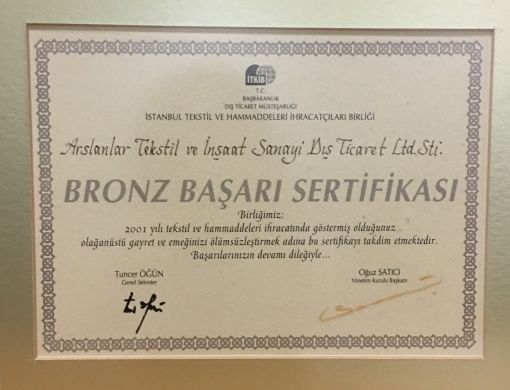 İTKİB
T.C.
BAŞBAKANLIK
DIŞ TİCARET MÜSTEŞARLIĞI
İSTANBUL TEKSTİL VE HAMMADDELERİ İHRACATÇILARI BİRLİĞİ
Arslanlar Tekstil ve İnşaat Sanayi Dış Ticaret Ltd.Sti.
BRONZ BAŞARI SERTİFİKASI
Birliğimiz;
2001 yılı tekstil ve hammaddeleri ihracatında göstermiş olduğunuz
olağanüstü gayret ve emeğinizi ölümsüzleştirmek adına bu sertifikayı takdim etmektedir.
Başarılarınızın devamı dileğiyle...
Tuncer ÖĞÜN
Genel Sekreter
Oğuz SATICI
Yönetim Kurulu Başkanı